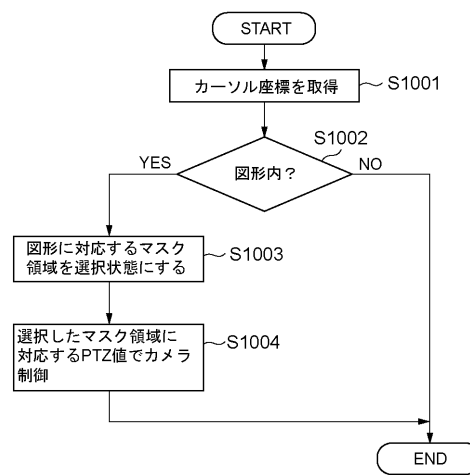 START
カーソル座標を取得
S1001
S1002
YES
図形内？
NO
図形に対応するマスク
領域を選択状態にする
S1003
選択したマスク領域に
対応するPTZ値でカメラ
制御
S1004
END